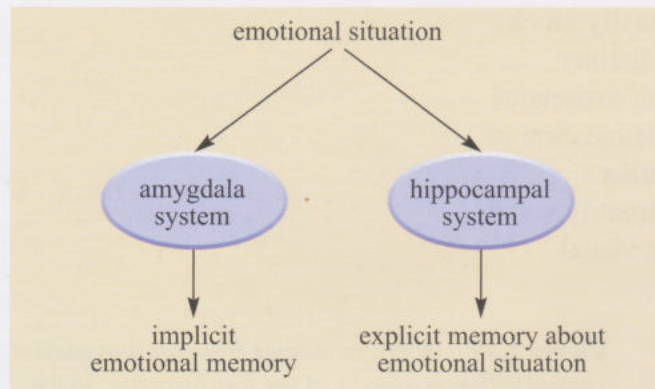 emotional situation
amygdala
system
hippocampal
system
implicit
emotional memory
explicit memory about
emotional situation